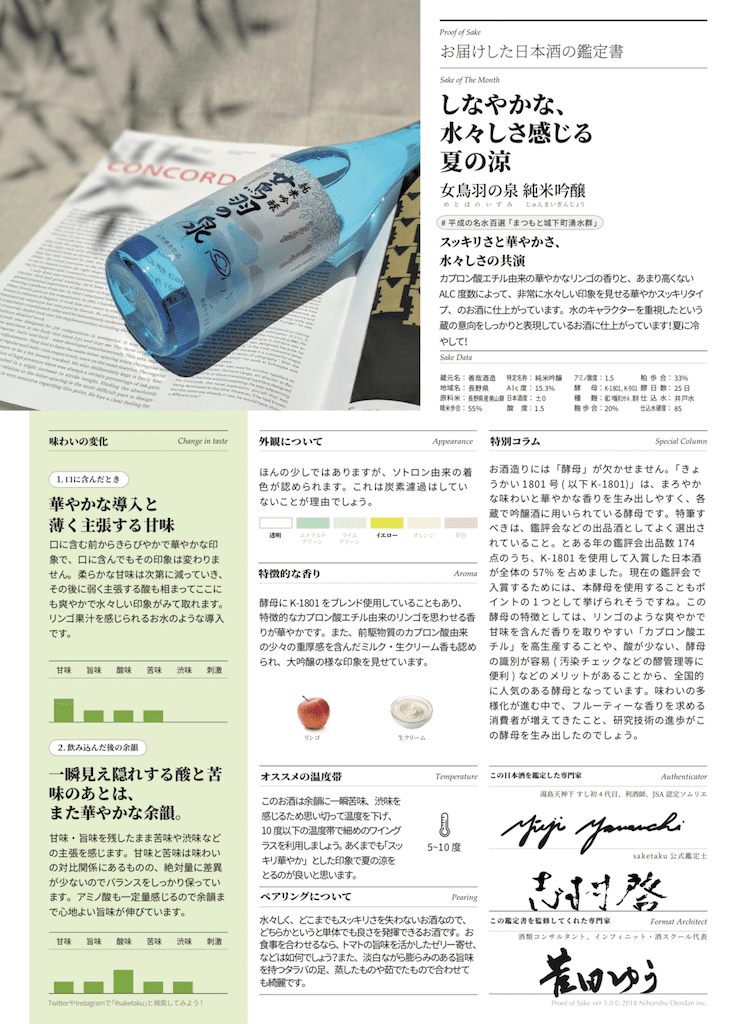 CONCORD
純米吟醸
女鳥羽の泉
Proof of Sake
お届けした日本酒の鑑定書
Sake of The Month
しなやかな、
水々しさ感じる
夏の涼
女鳥羽の泉 純米吟醸
めとばのいずみ じゅんまいぎんじょう
# 平成の名水百選「まつもと城下町湧水群」
スッキリさと華やかさ、
水々しさの共演
カプロン酸エチル由来の華やかなリンゴの香りと、あまり高くない
ALC 度数によって、非常に水々しい印象を見せる華やかスッキリタイ
プ、のお酒に仕上がっています。水のキャラクターを重視したという
蔵の意向をしっかりと表現しているお酒に仕上がっています!夏に冷
やして!
Sake Data
蔵元名：善哉酒造 特定名称：純米吟醸 アミノ酸度：1.5 粕歩合：33%
地域名：長野県 Alc度：15.3% 酵母：K-1801, K-901 醪日数：25日
原料米：長野県産美山錦 日本酒度：±0 種麹： 仕込水：井戸水
精米歩合：55% 酸度：1.5 麹歩合：20% 仕込水硬度：85
味わいの変化 Change in taste
1. 口に含んだとき
華やかな導入と
薄く主張する甘味
口に含む前からきらびやかで華やかな印
象で、口に含んでもその印象は変わりま
せん。柔らかな甘味は次第に減っていき、
その後に弱く主張する酸も相まってここに
も爽やかで水々しい印象がみて取れます。
リンゴ果汁を感じられるお水のような導入
です。
甘味 旨味 酸味 苦味 渋味 刺激
2. 飲み込んだ後の余韻
一瞬見え隠れする酸と苦
味のあとは、
また華やかな余韻。
甘味・旨味を残したまま苦味や渋味など
の主張を感じます。甘味と苦味は味わい
の対比関係にあるものの、絶対量に差異
が少ないのでバランスをしっかり保ってい
ます。アミノ酸も一定量感じるので余韻ま
で心地よい旨味が伸びています。
甘味 旨味 酸味 苦味 渋味 刺激
TwitterやInstagramで「#saketaku」と検索してみよう！
外観について Appearance
ほんの少しではありますが、ソトロン由来の着
色が認められます。これは炭素濾過はしてい
ないことが理由でしょう。
透明 エメラルドグリーン ライムグリーン イエロー オレンジ 茶色
特徴的な香り Aroma
酵母に K-1801 をブレンド使用していることもあり、
特徴的なカプロン酸エチル由来のリンゴを思わせる香
りが華やかです。また、前駆物質のカプロン酸由来
の少々の重厚感を含んだミルク・生クリーム香も認め
られ、大吟醸の様な印象を見せています。
リンゴ 生クリーム
オススメの温度帯 Temperature
このお酒は余韻に一瞬苦味、渋味を
感じるため思い切って温度を下げ、
10 度以下の温度帯で細めのワイング
ラスを利用しましょう。あくまでも「スッ
キリ華やか」とした印象で夏の涼を
とるのが良いと思います。
5~10 度
ペアリングについて Pearing
水々しく、どこまでもスッキリさを失わないお酒なので、
どちらかというと単体でも良さを発揮できるお酒です。お
食事を合わせるなら、トマトの旨味を活かしたゼリー寄せ、
などは如何でしょう?また、淡白ながら膨らみのある旨味
を持つタラバの足、蒸したものや茹でたもので合わせて
も綺麗です。
特別コラム Special Column
お酒造りには「酵母」が欠かせません。「きょ
うかい 1801 号 ( 以下 K-1801)」は、まろやか
な味わいと華やかな香りを生み出しやすく、各
蔵で吟醸酒に用いられている酵母です。特筆す
べきは、鑑評会などの出品酒としてよく選出さ
れていること。とある年の鑑評会出品数 174
点のうち、K-1801 を使用して入賞した日本酒
が全体の 57% を占めました。現在の鑑評会で
入賞するためには、本酵母を使用することもポ
イントの 1 つとして挙げられそうですね。この
酵母の特徴としては、リンゴのような爽やかで
甘味を含んだ香りを取りやすい「カプロン酸エ
チル」を高生産することや、酸が少ない、酵母
の識別が容易 ( 汚染チェックなどの醪管理等に
便利 ) などのメリットがあることから、全国的
に人気のある酵母となっています。味わいの多
様化が進む中で、フルーティーな香りを求める
消費者が増えてきたこと、研究技術の進歩がこ
の酵母を生み出したのでしょう。
この日本酒を鑑定した専門家 Authenticator
湯島天神下 すし初 4 代目、利酒師、JSA 認定ソムリエ
Yuji Yamauchi
saketaku 公式鑑定士
志村 啓
この鑑定書を監修してくれた専門家 Format Architect
酒類コンサルタント、インフィニット・酒スクール代表
菅田ゆう
Proof of Sake ver 3.0 © 2018 Nihonshu Oendan inc.